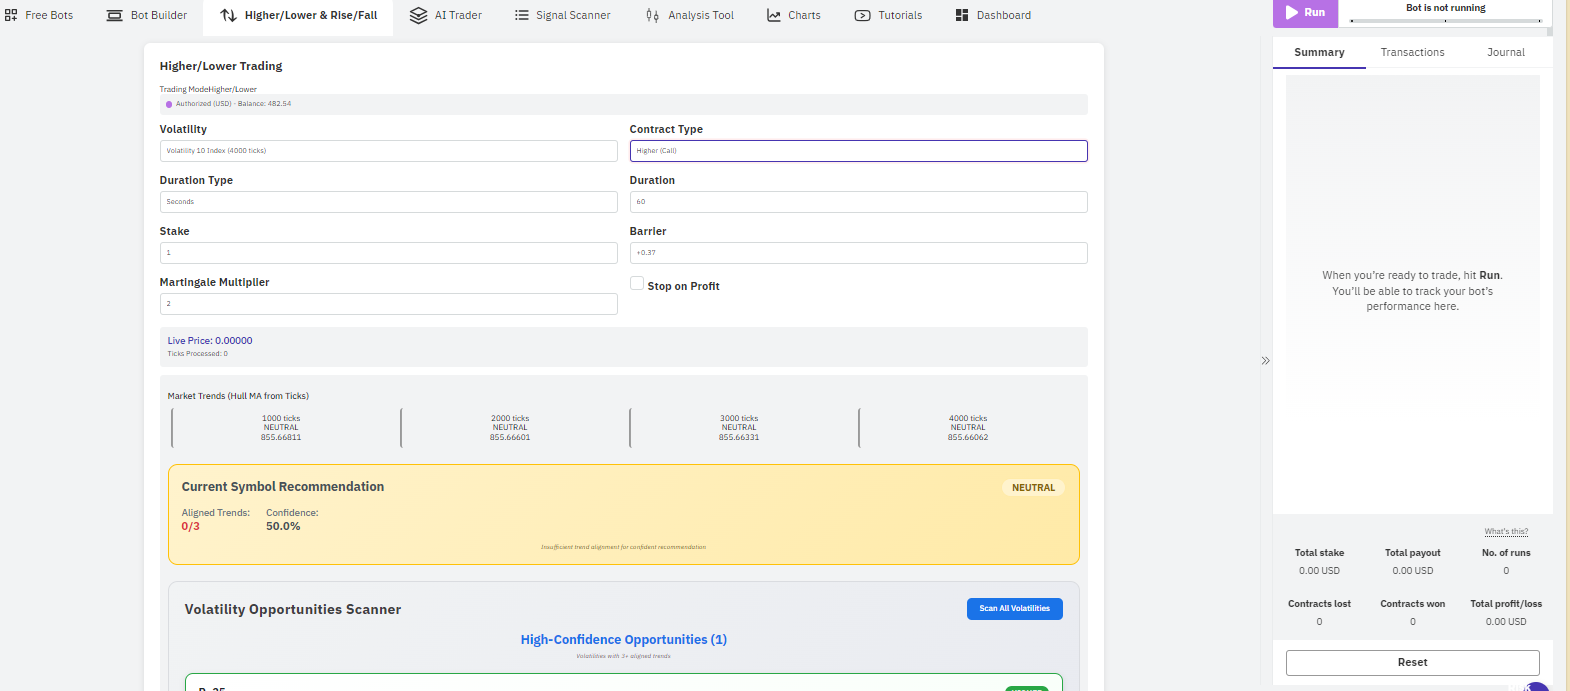 Free Bots
Bot Builder
Higher/Lower & Rise/Fall
AI Trader
Signal Scanner
Analysis Tool
Charts
Tutorials
Dashboard
Run
Bot is not running
Higher/Lower Trading
Trading ModeHigher/Lower
Authorized (USD) - Balance: 482.54
Volatility
Contract Type
Volatility 10 Index (4000 ticks)
Higher (Call)
Duration Type
Duration
Seconds
60
Stake
Barrier
1
+0.37
Martingale Multiplier
Stop on Profit
2
Live Price: 0.00000
Ticks Processed: 0
Market Trends (Hull MA from Ticks)
1000 ticks
NEUTRAL
855.66811
2000 ticks
NEUTRAL
855.66601
3000 ticks
NEUTRAL
855.66331
4000 ticks
NEUTRAL
855.66062
Current Symbol Recommendation
NEUTRAL
Aligned Trends:
Confidence:
0/3
50.0%
Insufficient trend alignment for confident recommendation
Volatility Opportunities Scanner
Scan All Volatilities
High-Confidence Opportunities (1)
Volatilities with 3+ aligned trends
Summary
Transactions
Journal
When you're ready to trade, hit Run.
You'll be able to track your bot's
performance here.
What's this?
Total stake
Total payout
No. of runs
0.00 USD
0.00 USD
0
Contracts lost
Contracts won
Total profit/loss
0
0
0.00 USD
Reset